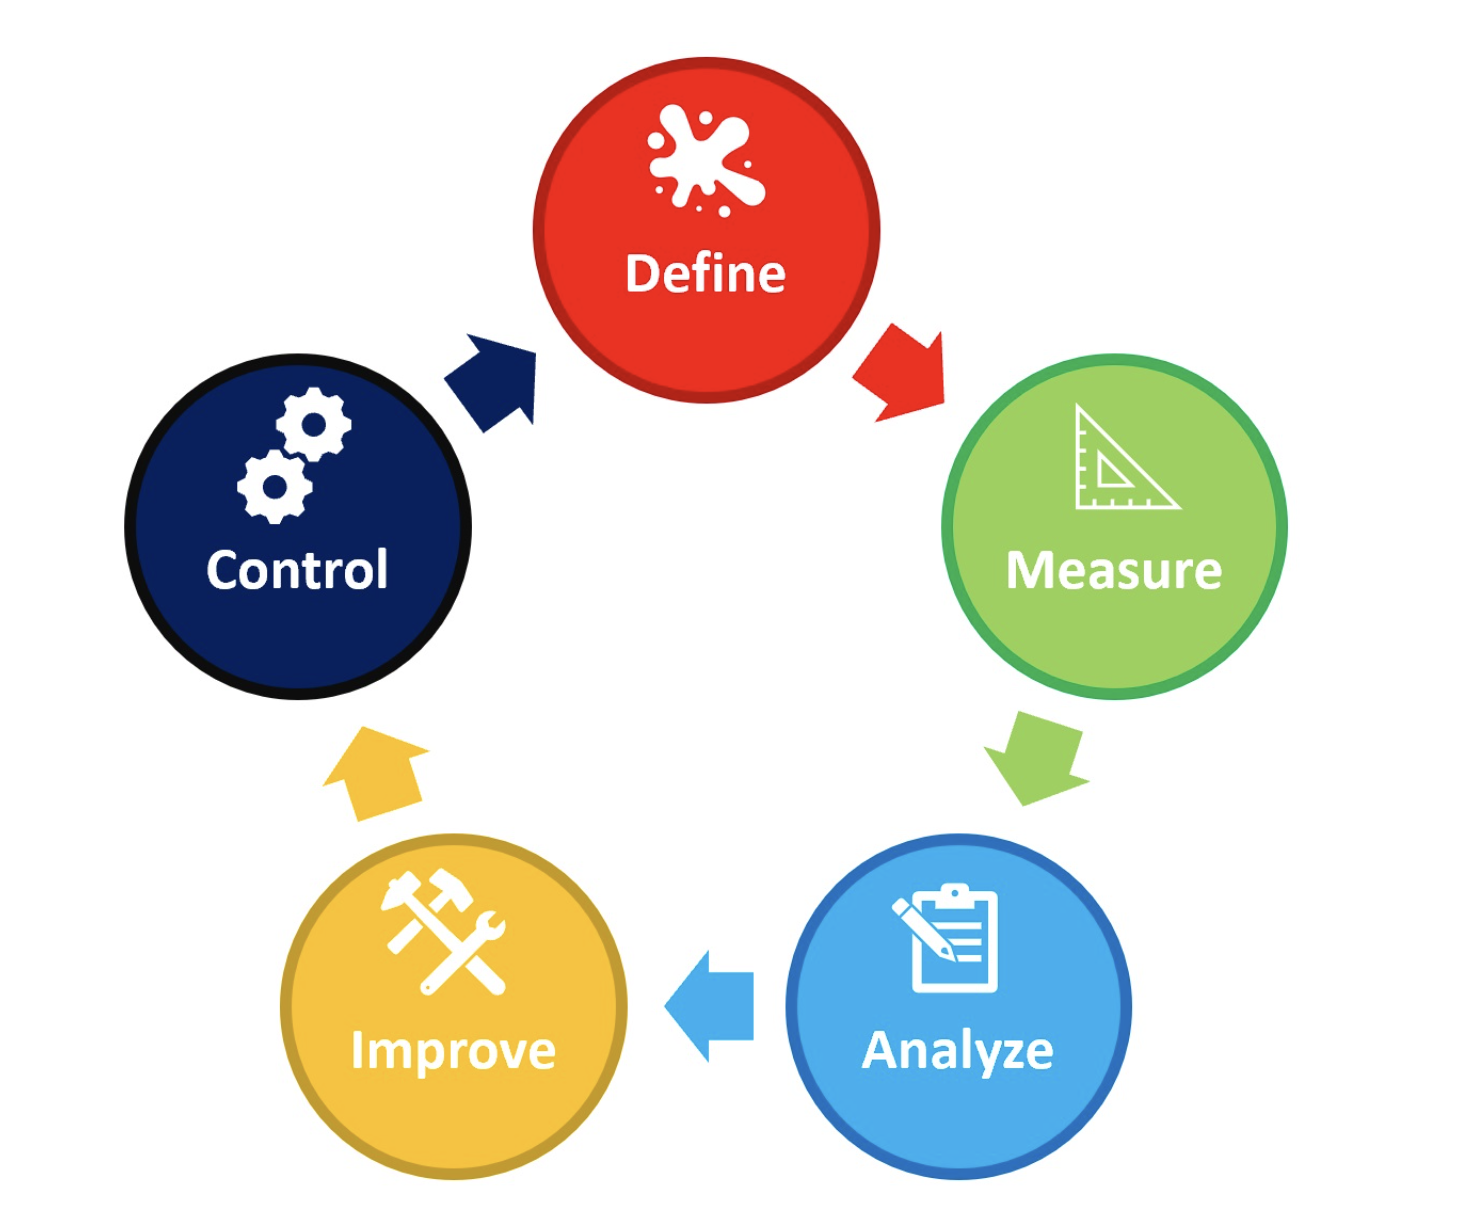 Define
Measure
Analyze
Improve
Control